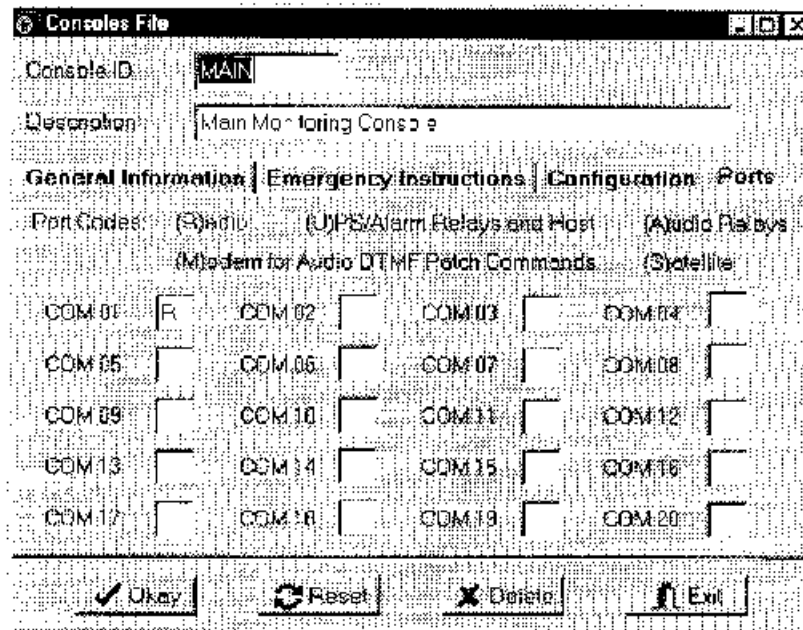 Consoles File
Console ID MAIN
Description Main Monitoring Console
General Information Emergency Instructions Configuration Ports
Port Codes: (R)adio (U)PS/Alarm Relays and Host (A)udio Relays
(M)odem for Audio DTMF Patch Commands (S)atellite
COM 01 R COM 02 COM 03 COM 04
COM 05 COM 06 COM 07 COM 08
COM 09 COM 10 COM 11 COM 12
COM 13 COM 14 COM 15 COM 16
COM 17 COM 18 COM 19 COM 20
Okay Reset Delete Exit